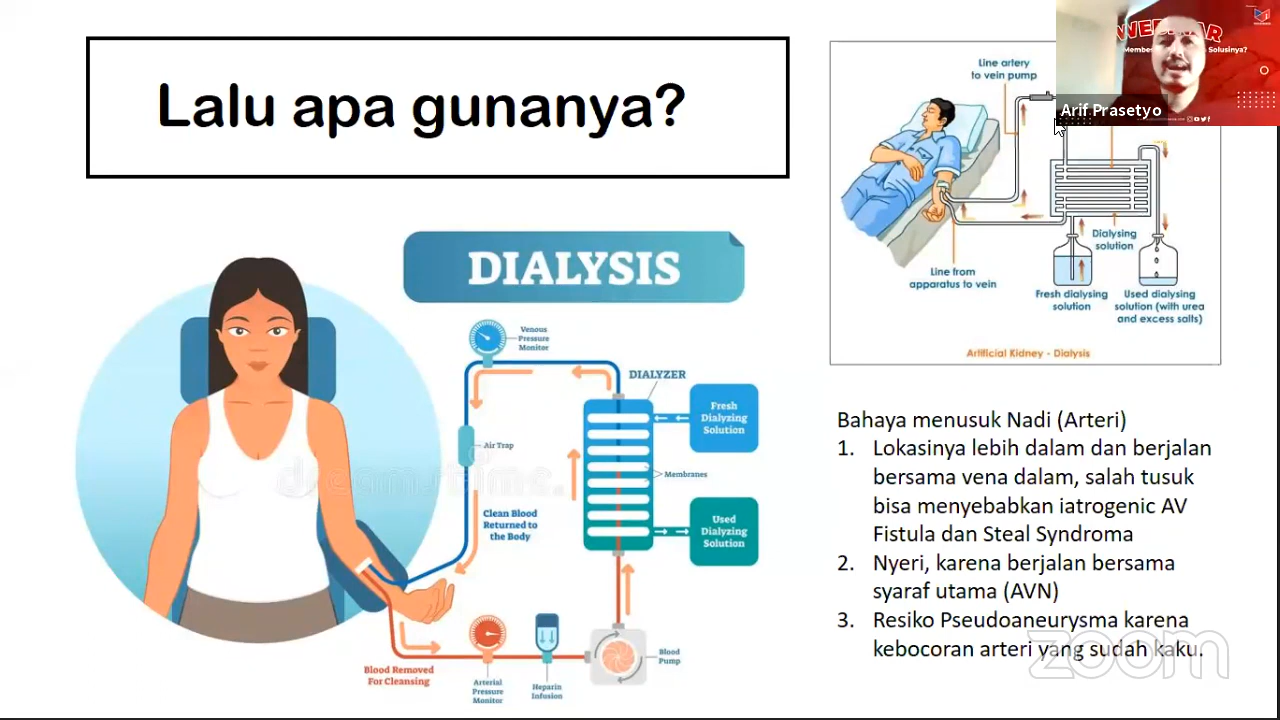 Lalu apa gunanya?
DIALYSIS
Venous
Pressure
Monitor
DIALYZER
Fresh
Dialyzing
Solution
Air Trap
Membranes
Clean Blood
Returned to
the Body
Used
Dialyzing
Solution
Blood Removed
For Cleansing
Arterial
Pressure
Monitor
Heparin
Infusion
Blood
Pump
Line artery
to vein pump
Dialysing
solution
Line from
apparatus to vein
Fresh dialysing
solution
Used dialysing
solution (with urea
and excess salts)
Artificial Kidney - Dialysis
WEBINAR
Solusinya?
Arif Prasetyo
Bahaya menusuk Nadi (Arteri)
1. Lokasinya lebih dalam dan berjalan
bersama vena dalam, salah tusuk
bisa menyebabkan iatrogenic AV
Fistula dan Steal Syndroma
2. Nyeri, karena berjalan bersama
syaraf utama (AVN)
3. Resiko Pseudoaneurysma karena
kebocoran arteri yang sudah kaku.
zoom